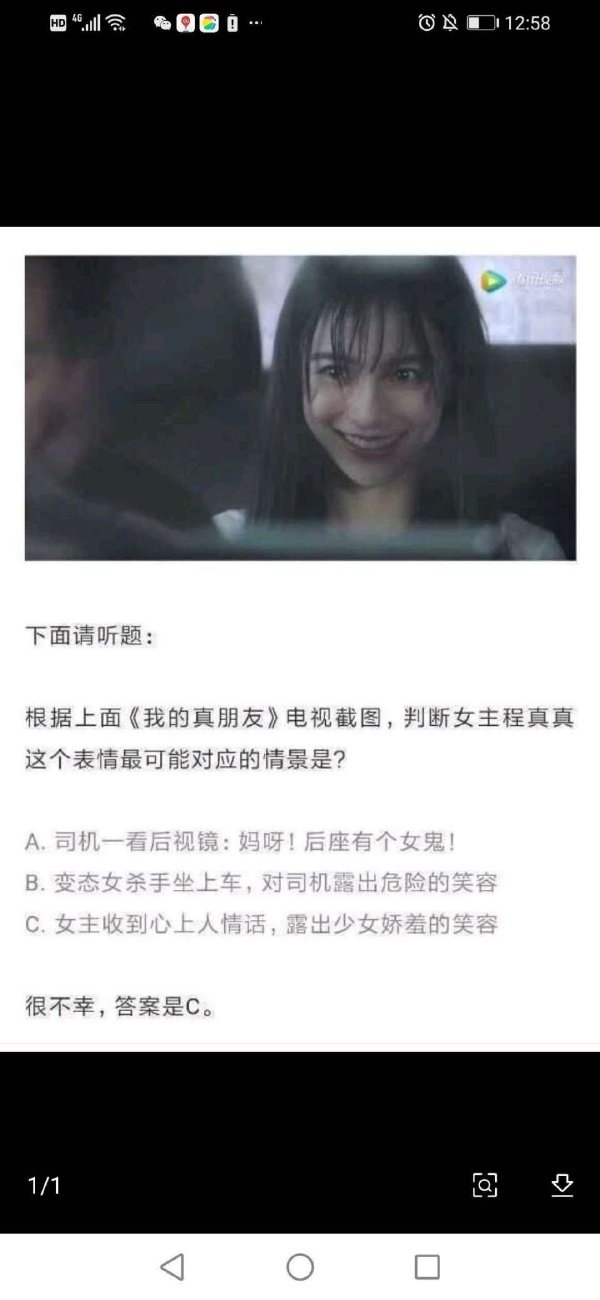 HD 4G 12:58
下面请听题：
根据上面《我的真朋友》电视截图，判断女主程真真
这个表情最可能对应的情景是？
A. 司机一看后视镜：妈呀！后座有个女鬼！
B. 变态女杀手坐上车，对司机露出危险的笑容
C. 女主收到心上人情话，露出少女娇羞的笑容
很不幸，答案是C。
1/1